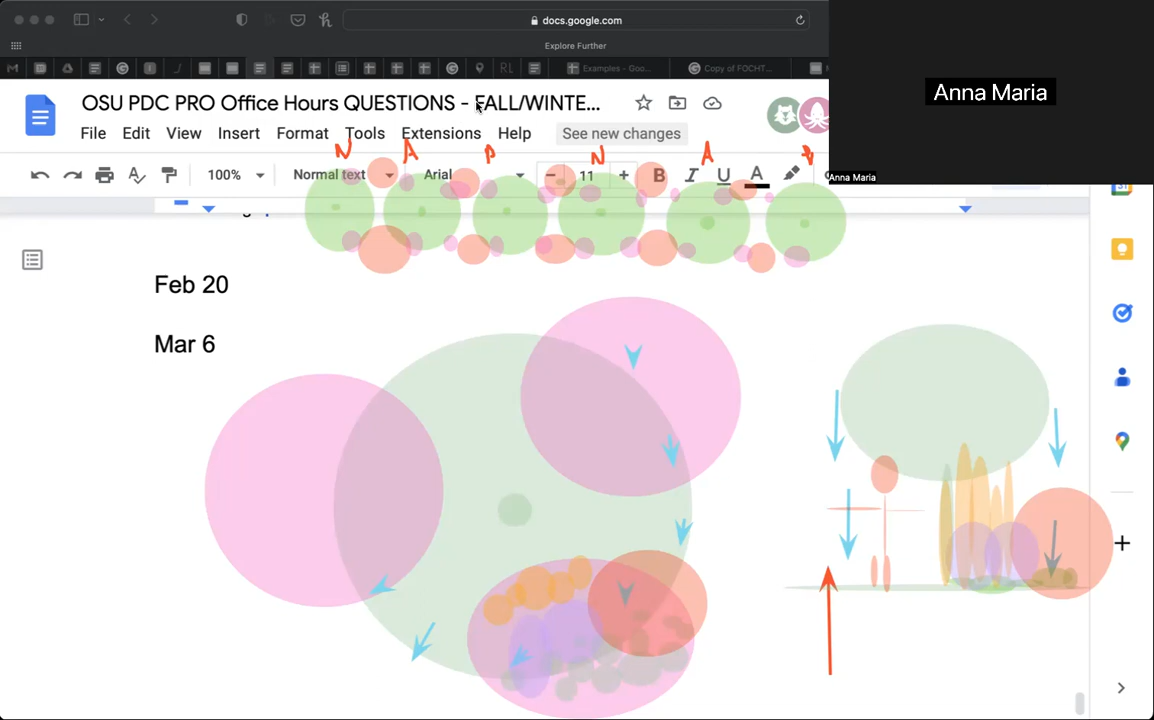 docs.google.com
Explore Further
Examples - Goo...
Copy of FOCHT...
Anna Maria
OSU PDC PRO Office Hours QUESTIONS - FALL/WINTE...
File Edit View Insert Format Tools Extensions Help See new changes
N A P N A P
100% Normal text Arial 11 B I U A
Anna Maria
Feb 20
Mar 6